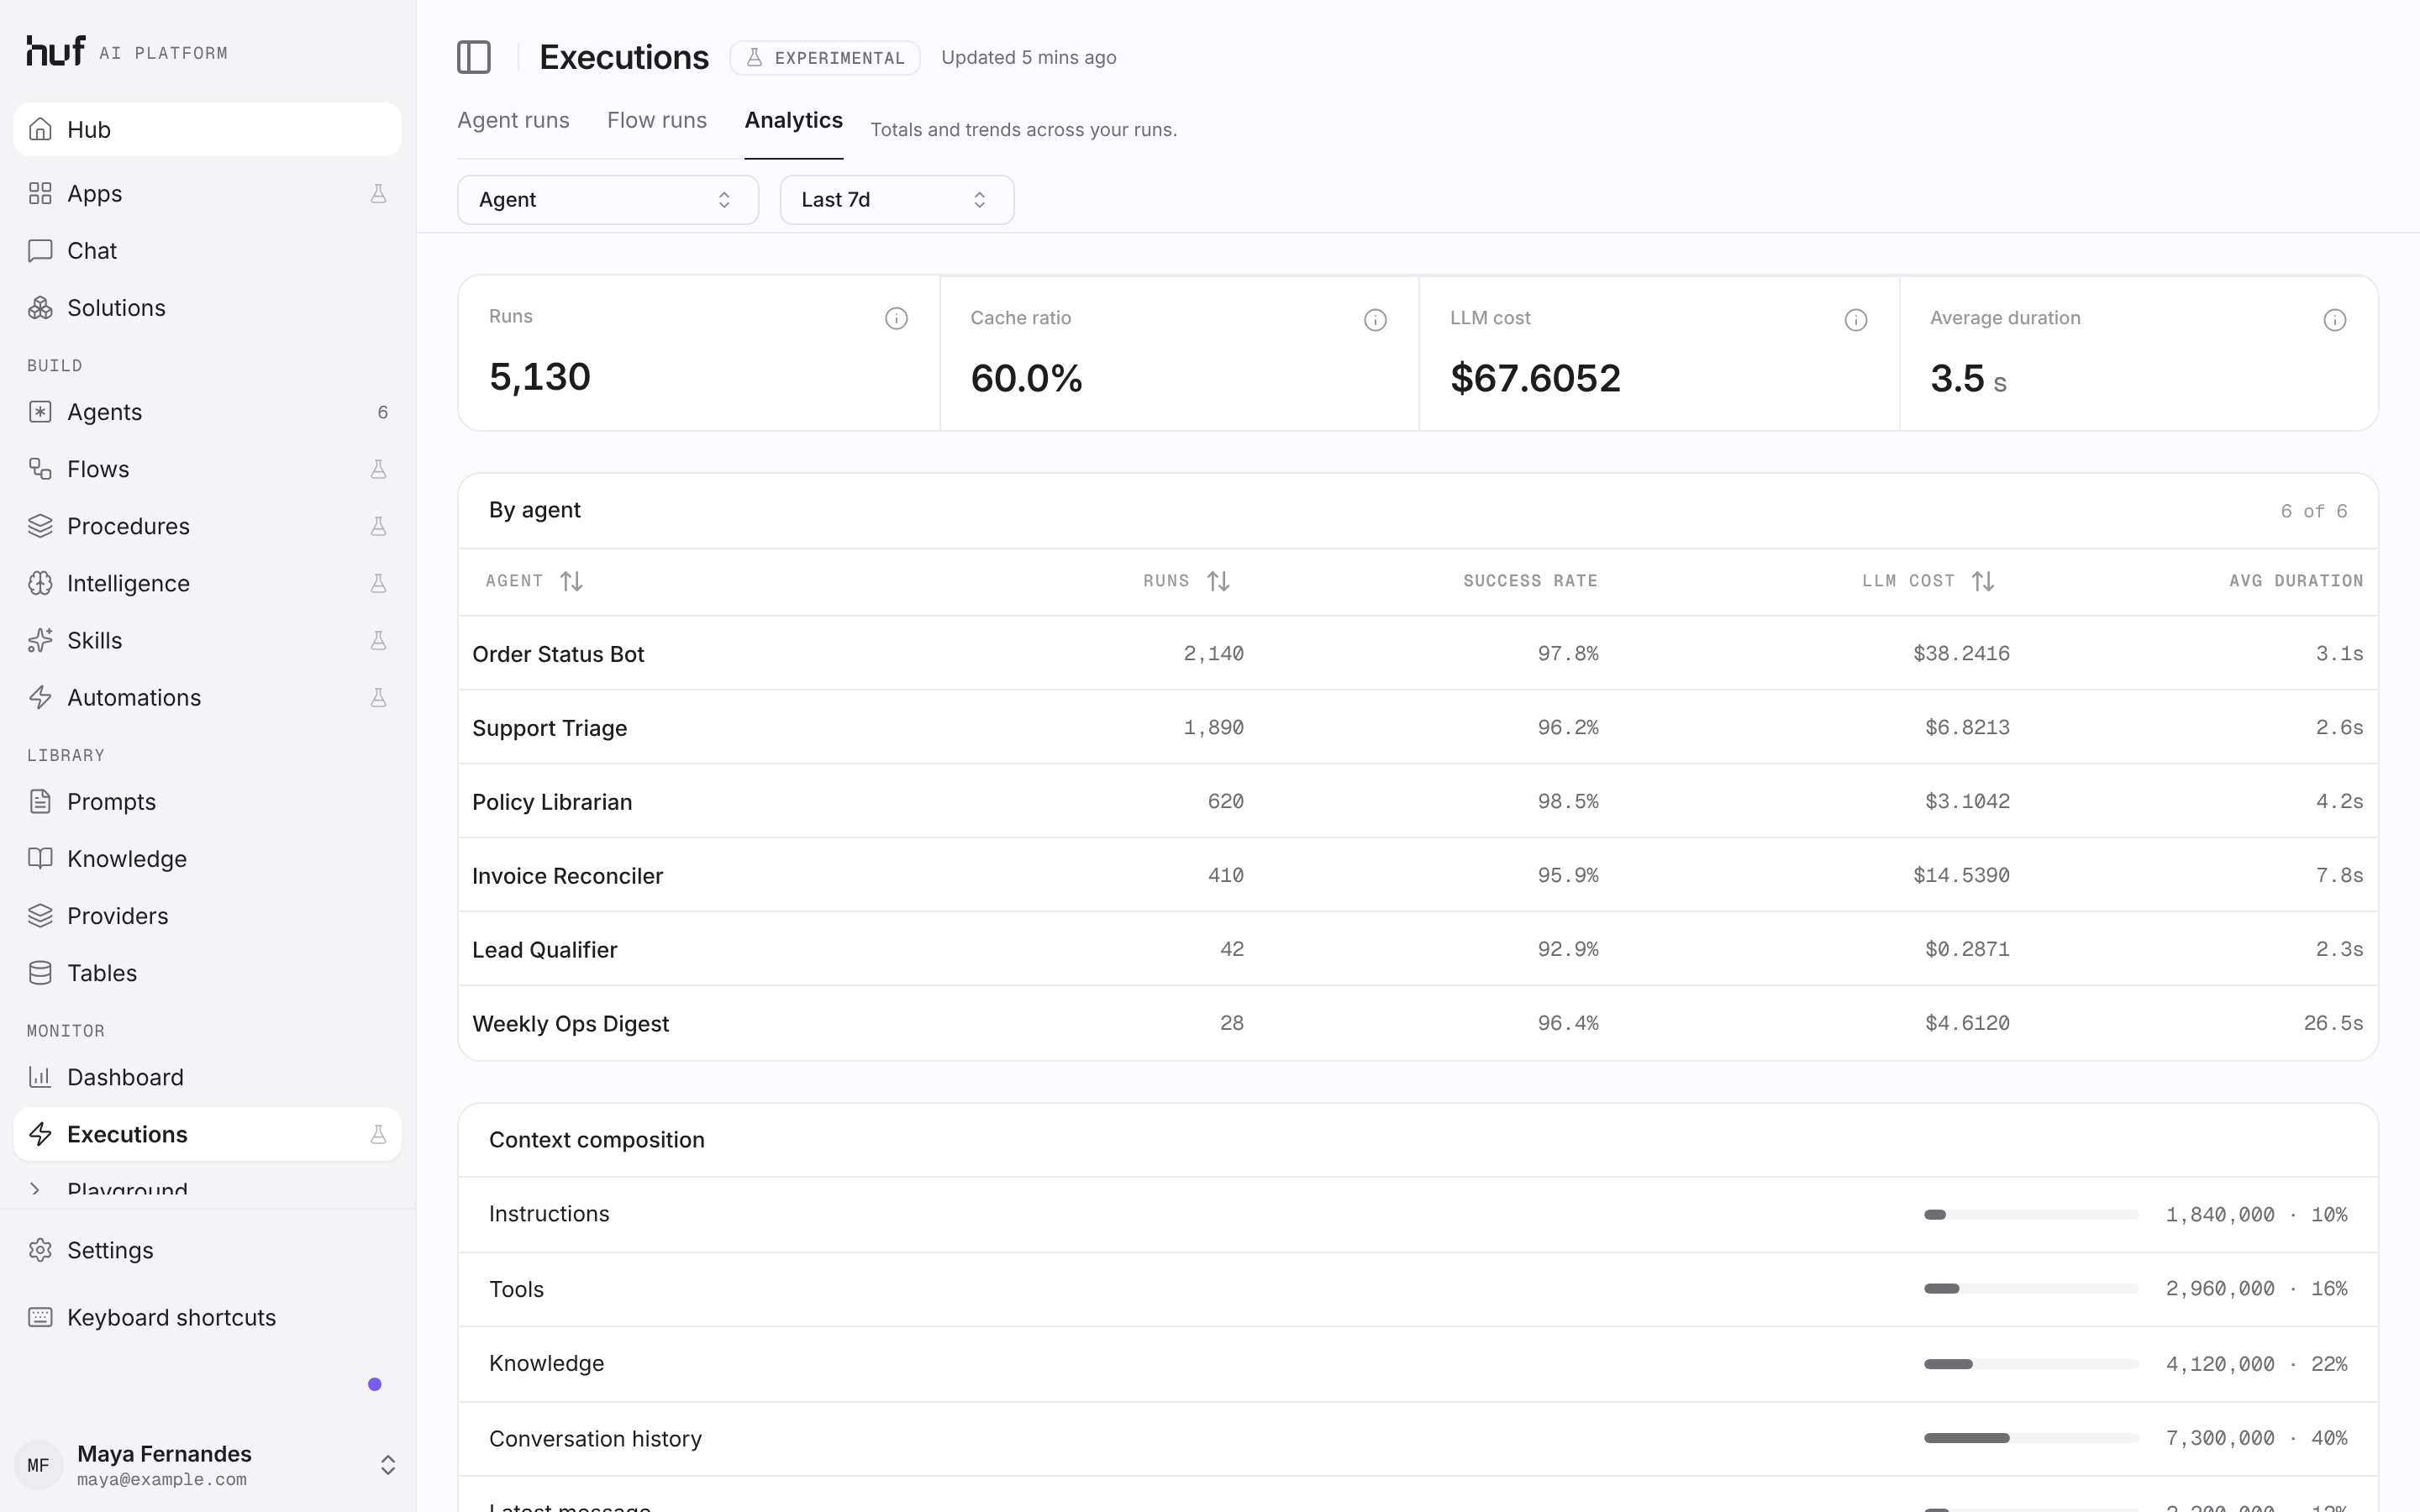 huf AI PLATFORM
Hub
Apps
Chat
Solutions
BUILD
Agents 6
Flows
Procedures
Intelligence
Skills
Automations
LIBRARY
Prompts
Knowledge
Providers
Tables
MONITOR
Dashboard
Executions
Playground
Settings
Keyboard shortcuts
MF
Maya Fernandes
maya@example.com
Executions EXPERIMENTAL Updated 5 mins ago
Agent runs Flow runs Analytics Totals and trends across your runs.
Agent Last 7d
Runs Cache ratio LLM cost Average duration
5,130 60.0% $67.6052 3.5 s
By agent 6 of 6
AGENT RUNS SUCCESS RATE LLM COST AVG DURATION
Order Status Bot 2,140 97.8% $38.2416 3.1s
Support Triage 1,890 96.2% $6.8213 2.6s
Policy Librarian 620 98.5% $3.1042 4.2s
Invoice Reconciler 410 95.9% $14.5390 7.8s
Lead Qualifier 42 92.9% $0.2871 2.3s
Weekly Ops Digest 28 96.4% $4.6120 26.5s
Context composition
Instructions 1,840,000 · 10%
Tools 2,960,000 · 16%
Knowledge 4,120,000 · 22%
Conversation history 7,300,000 · 40%
Latest message